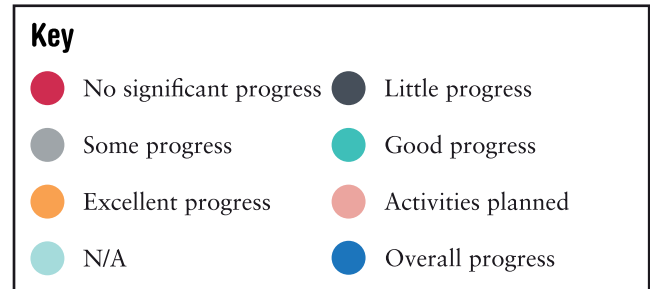 Key
No significant progress
Little progress
Some progress
Good progress
Excellent progress
Activities planned
N/A
Overall progress